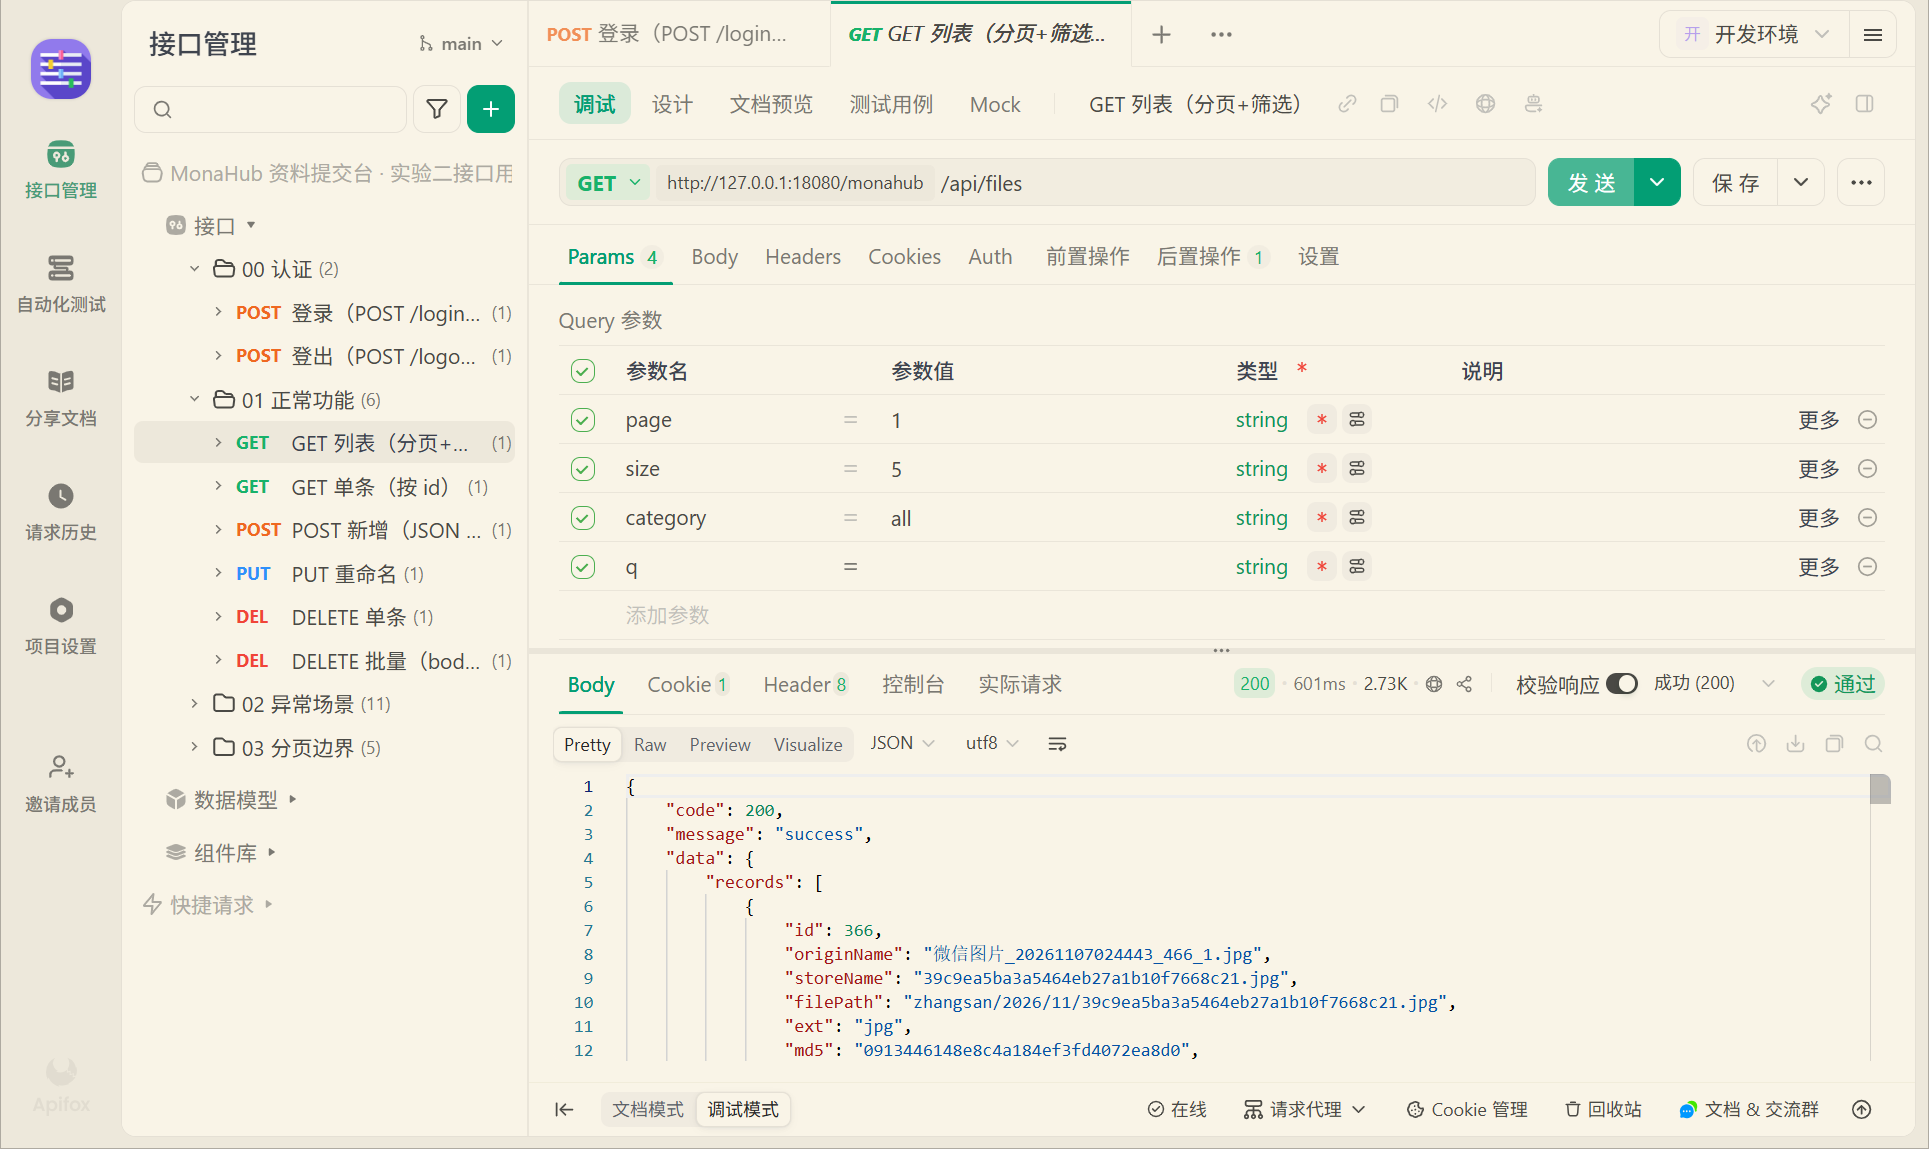 接口管理
自动化测试
分享文档
请求历史
项目设置
邀请成员
Apifox
接口管理
main
MonaHub 资料提交台 · 实验二接口用
接口
00 认证 (2)
POST 登录（POST /login... (1)
POST 登出（POST /logo... (1)
01 正常功能 (6)
GET GET 列表（分页+... (1)
GET GET 单条（按 id） (1)
POST POST 新增（JSON ... (1)
PUT PUT 重命名 (1)
DEL DELETE 单条 (1)
DEL DELETE 批量（bod... (1)
02 异常场景 (11)
03 分页边界 (5)
数据模型
组件库
快捷请求
POST 登录（POST /login...
GET GET 列表（分页+筛选...
开 开发环境
调试 设计 文档预览 测试用例 Mock GET 列表（分页+筛选）
GET http://127.0.0.1:18080/monahub /api/files 发 送 保 存
Params 4 Body Headers Cookies Auth 前置操作 后置操作 1 设置
Query 参数
参数名 参数值 类型 * 说明
page = 1 string * 更多
size = 5 string * 更多
category = all string * 更多
q = string * 更多
添加参数
Body Cookie 1 Header 8 控制台 实际请求 200 601ms 2.73K 校验响应 成功 (200) 通过
Pretty Raw Preview Visualize JSON utf8
1 {
2 "code": 200,
3 "message": "success",
4 "data": {
5 "records": [
6 {
7 "id": 366,
8 "originName": "微信图片_20261107024443_466_1.jpg",
9 "storeName": "39c9ea5ba3a5464eb27a1b10f7668c21.jpg",
10 "filePath": "zhangsan/2026/11/39c9ea5ba3a5464eb27a1b10f7668c21.jpg",
11 "ext": "jpg",
12 "md5": "0913446148e8c4a184ef3fd4072ea8d0",
文档模式 调试模式 在线 请求代理 Cookie 管理 回收站 文档 & 交流群